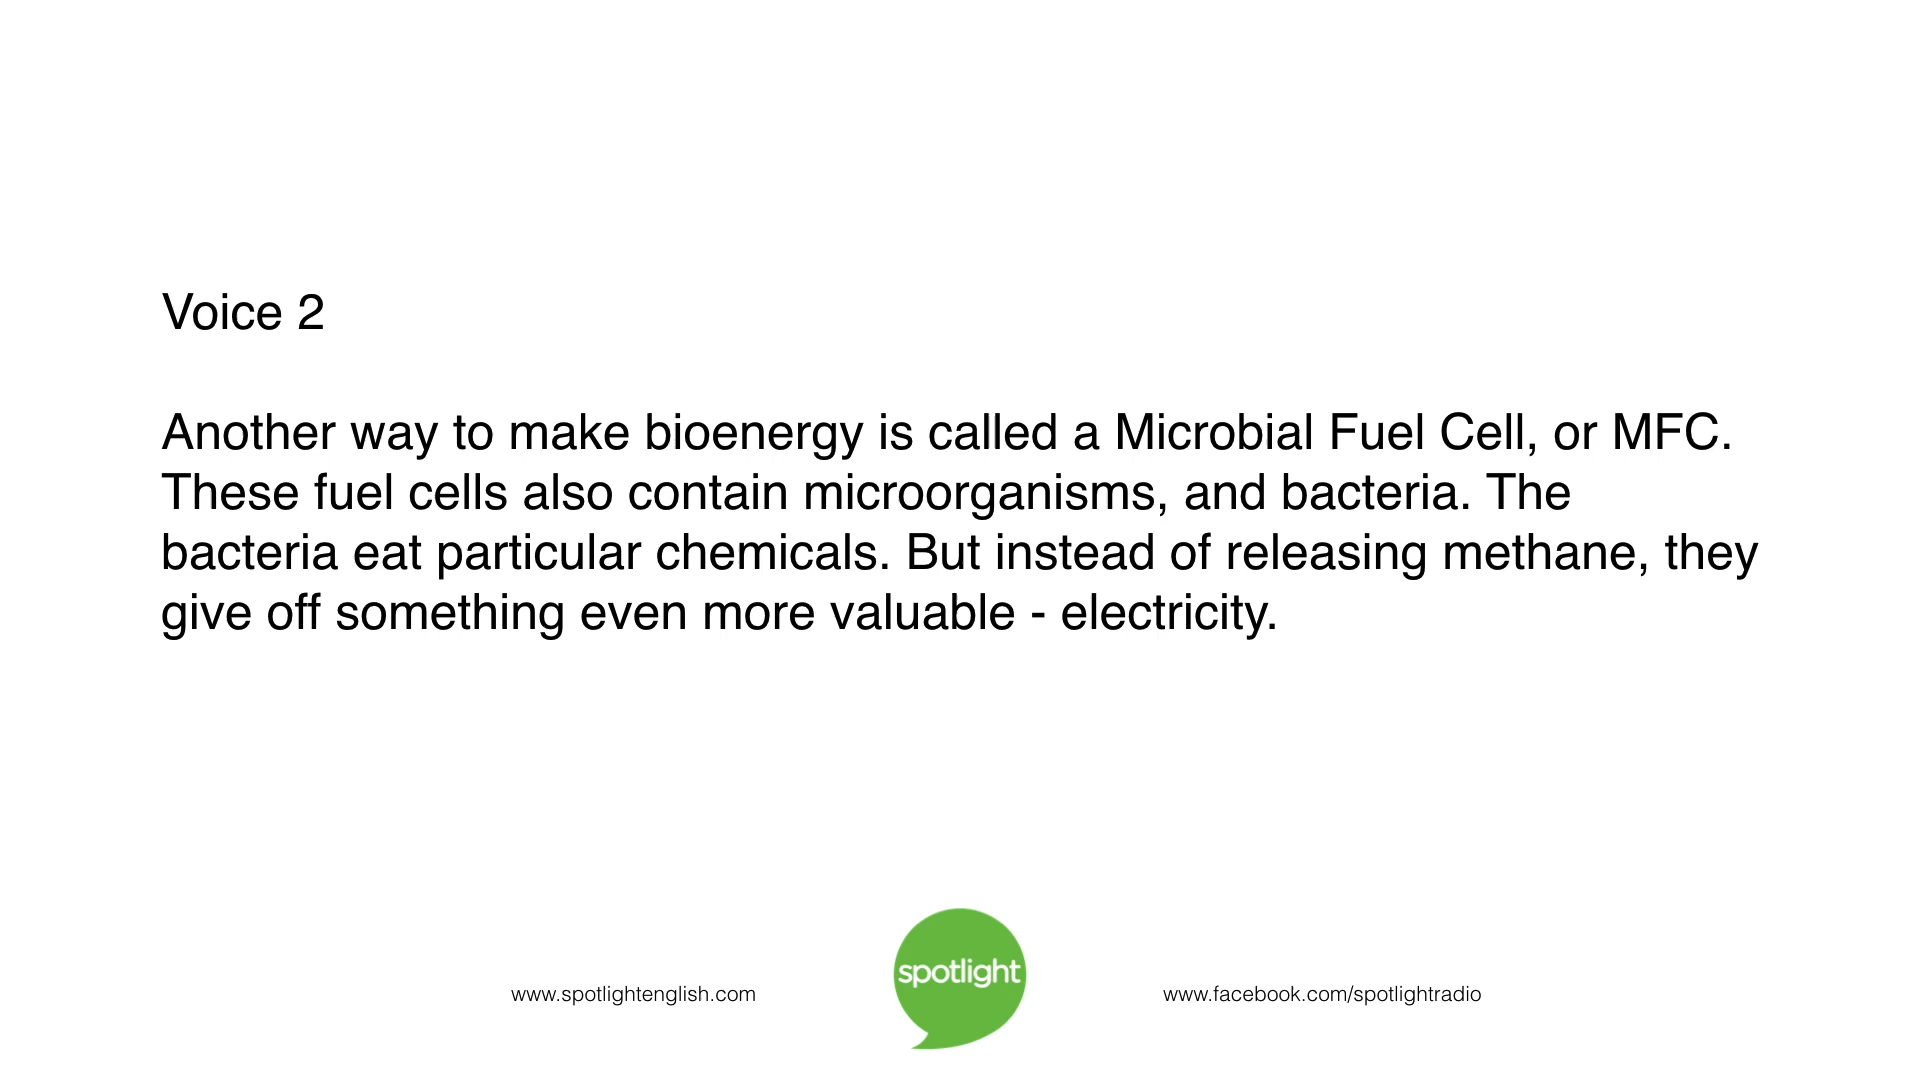 Voice 2
Another way to make bioenergy is called a Microbial Fuel Cell, or MFC.
These fuel cells also contain microorganisms, and bacteria. The
bacteria eat particular chemicals. But instead of releasing methane, they
give off something even more valuable - electricity.
spotlight
www.spotlightenglish.com
www.facebook.com/spotlightradio